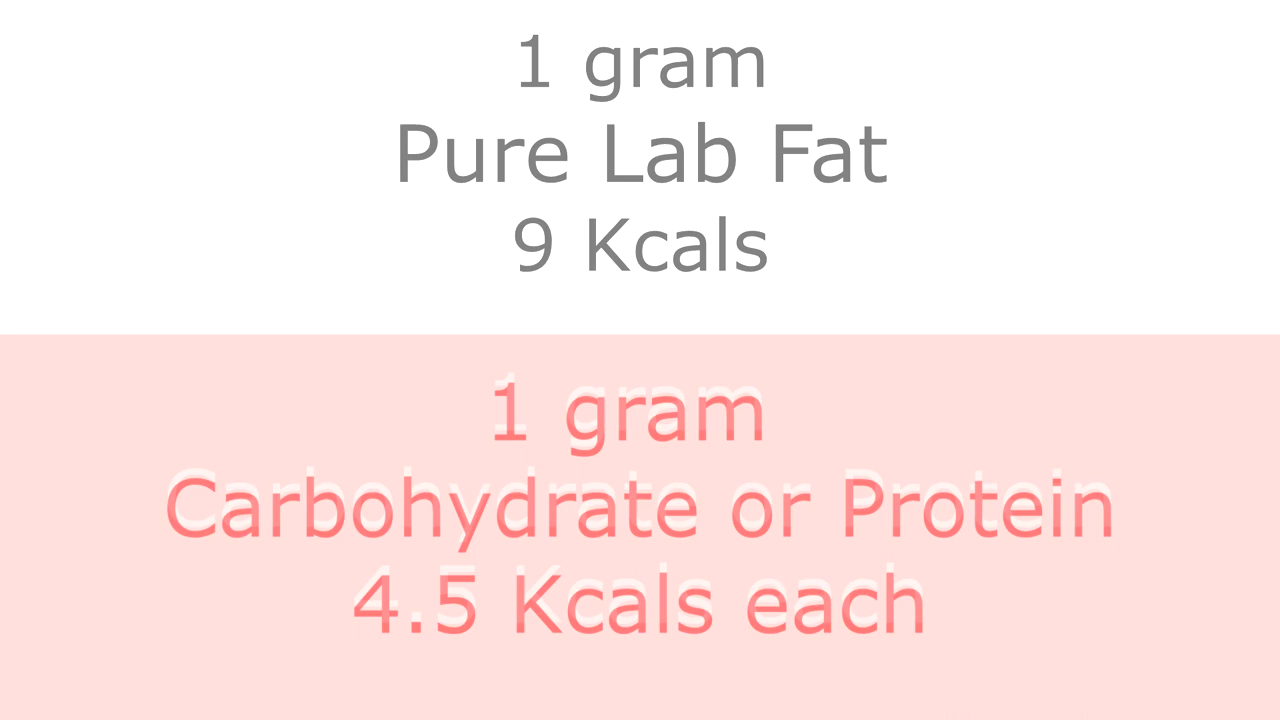 1 gram
Pure Lab Fat
9 Kcals
1 gram
Carbohydrate or Protein
4.5 Kcals each